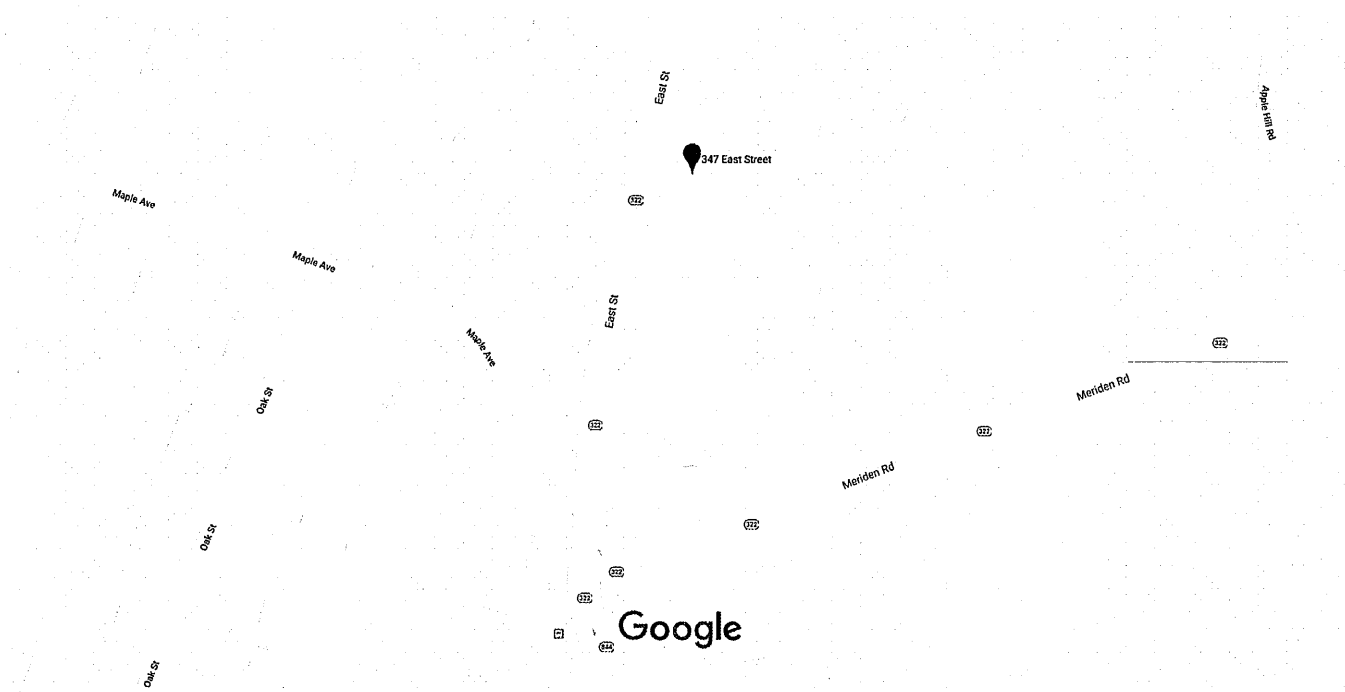 East St
Apple Hill Rd
347 East Street
Maple Ave
322
Maple Ave
East St
Maple Ave
322
Meriden Rd
Oak St
322
322
Meriden Rd
322
Oak St
322
322
Google
844
Oak St